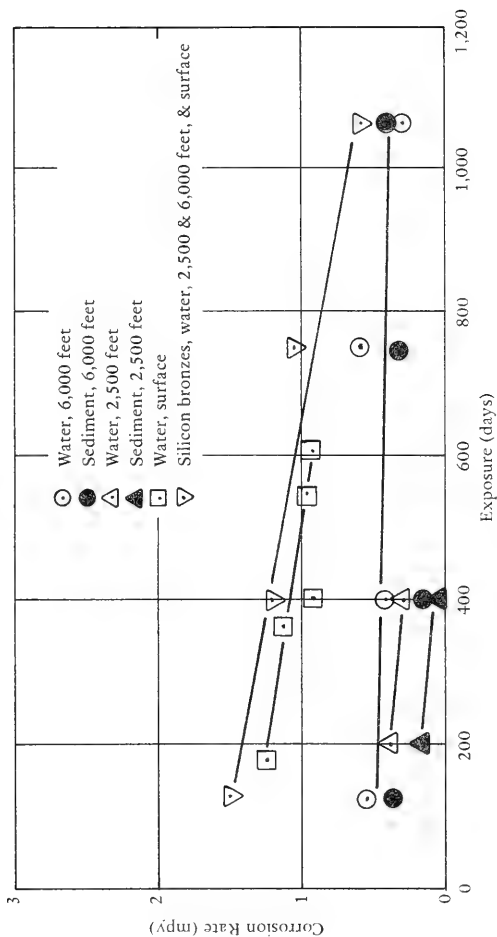 3
2
1
0
Corrosion Rate (mpy)
Water, 6,000 feet
Sediment, 6,000 feet
Water, 2,500 feet
Sediment, 2,500 feet
Water, surface
Silicon bronzes, water, 2,500 & 6,000 feet, & surface
0
200
400
600
800
1,000
1,200
Exposure (days)